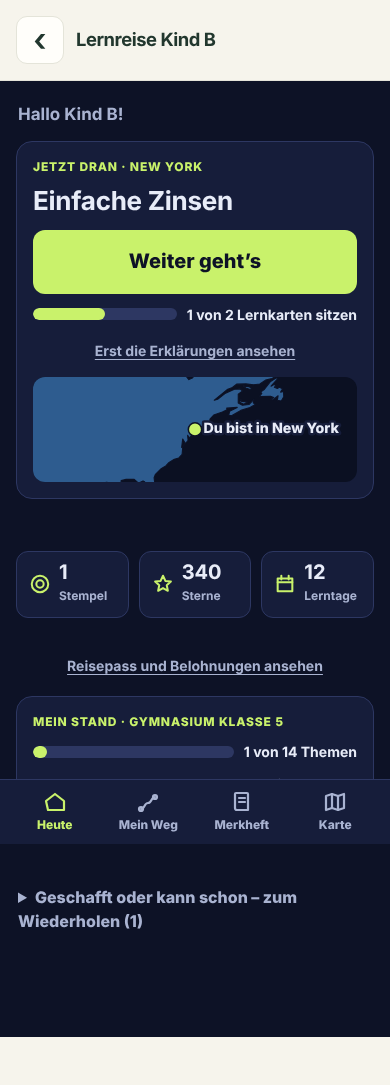 Lernreise Kind B
Hallo Kind B!
JETZT DRAN · NEW YORK
Einfache Zinsen
Weiter geht’s
1 von 2 Lernkarten sitzen
Erst die Erklärungen ansehen
Du bist in New York
1
Stempel
340
Sterne
12
Lerntage
Reisepass und Belohnungen ansehen
MEIN STAND · GYMNASIUM KLASSE 5
1 von 14 Themen
Heute
Mein Weg
Merkheft
Karte
Geschafft oder kann schon – zum
Wiederholen (1)